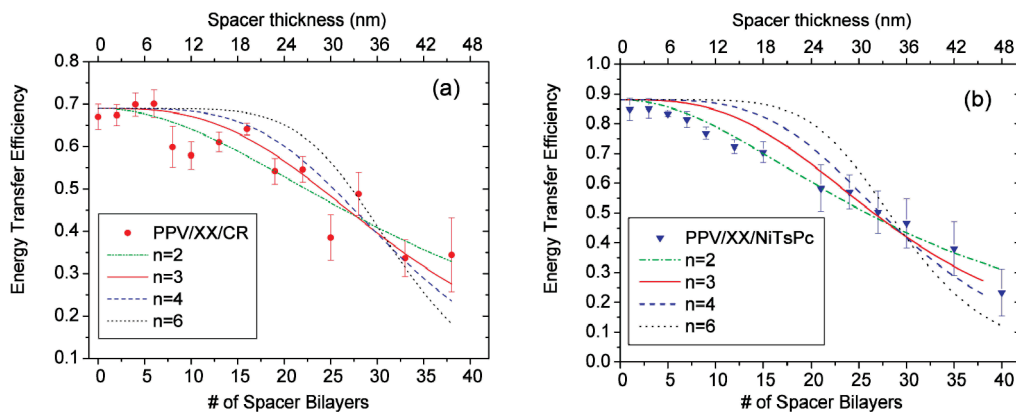 Spacer thickness (nm)
0 6 12 18 24 30 36 42 48
(a)
Energy Transfer Efficiency
0.9
0.8
0.7
0.6
0.5
0.4
0.3
0.2
0.1
PPV/XX/CR
n=2
n=3
n=4
n=6
0 5 10 15 20 25 30 35 40
# of Spacer Bilayers
Spacer thickness (nm)
0 6 12 18 24 30 36 42 48
(b)
Energy Transfer Efficiency
1.0
0.9
0.8
0.7
0.6
0.5
0.4
0.3
0.2
0.1
0.0
PPV/XX/NiTsPc
n=2
n=3
n=4
n=6
0 5 10 15 20 25 30 35 40
# of Spacer Bilayers